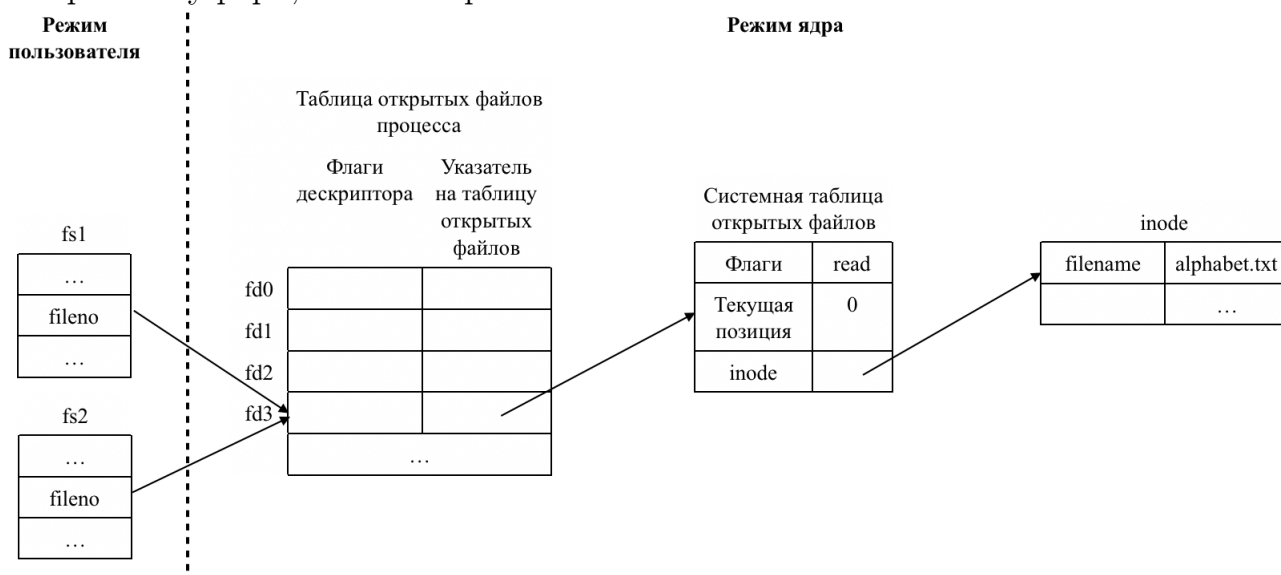 Режим
пользователя
Режим ядра
Таблица открытых файлов
процесса
Флаги
дескриптора
Указатель
на таблицу
открытых
файлов
Системная таблица
открытых файлов
inode
fs1
…
fileno
…
fs2
…
fileno
…
fd0
fd1
fd2
fd3
…
Флаги read
Текущая
позиция
0
inode
filename alphabet.txt
…